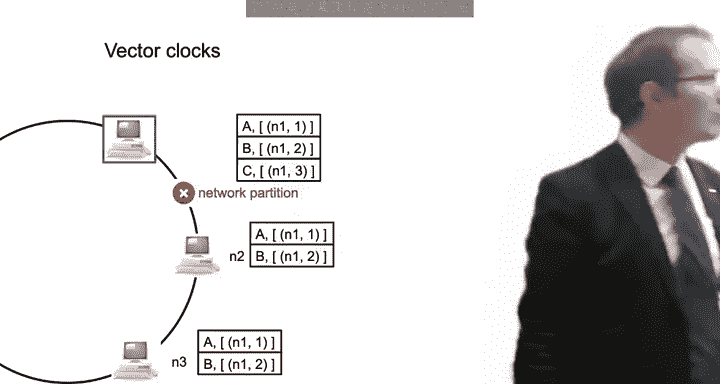 Vector clocks
A, [ (n1, 1) ]
B, [ (n1, 2) ]
C, [ (n1, 3) ]
network partition
n2
A, [ (n1, 1) ]
B, [ (n1, 2) ]
n3
A, [ (n1, 1) ]
B, [ (n1, 2) ]